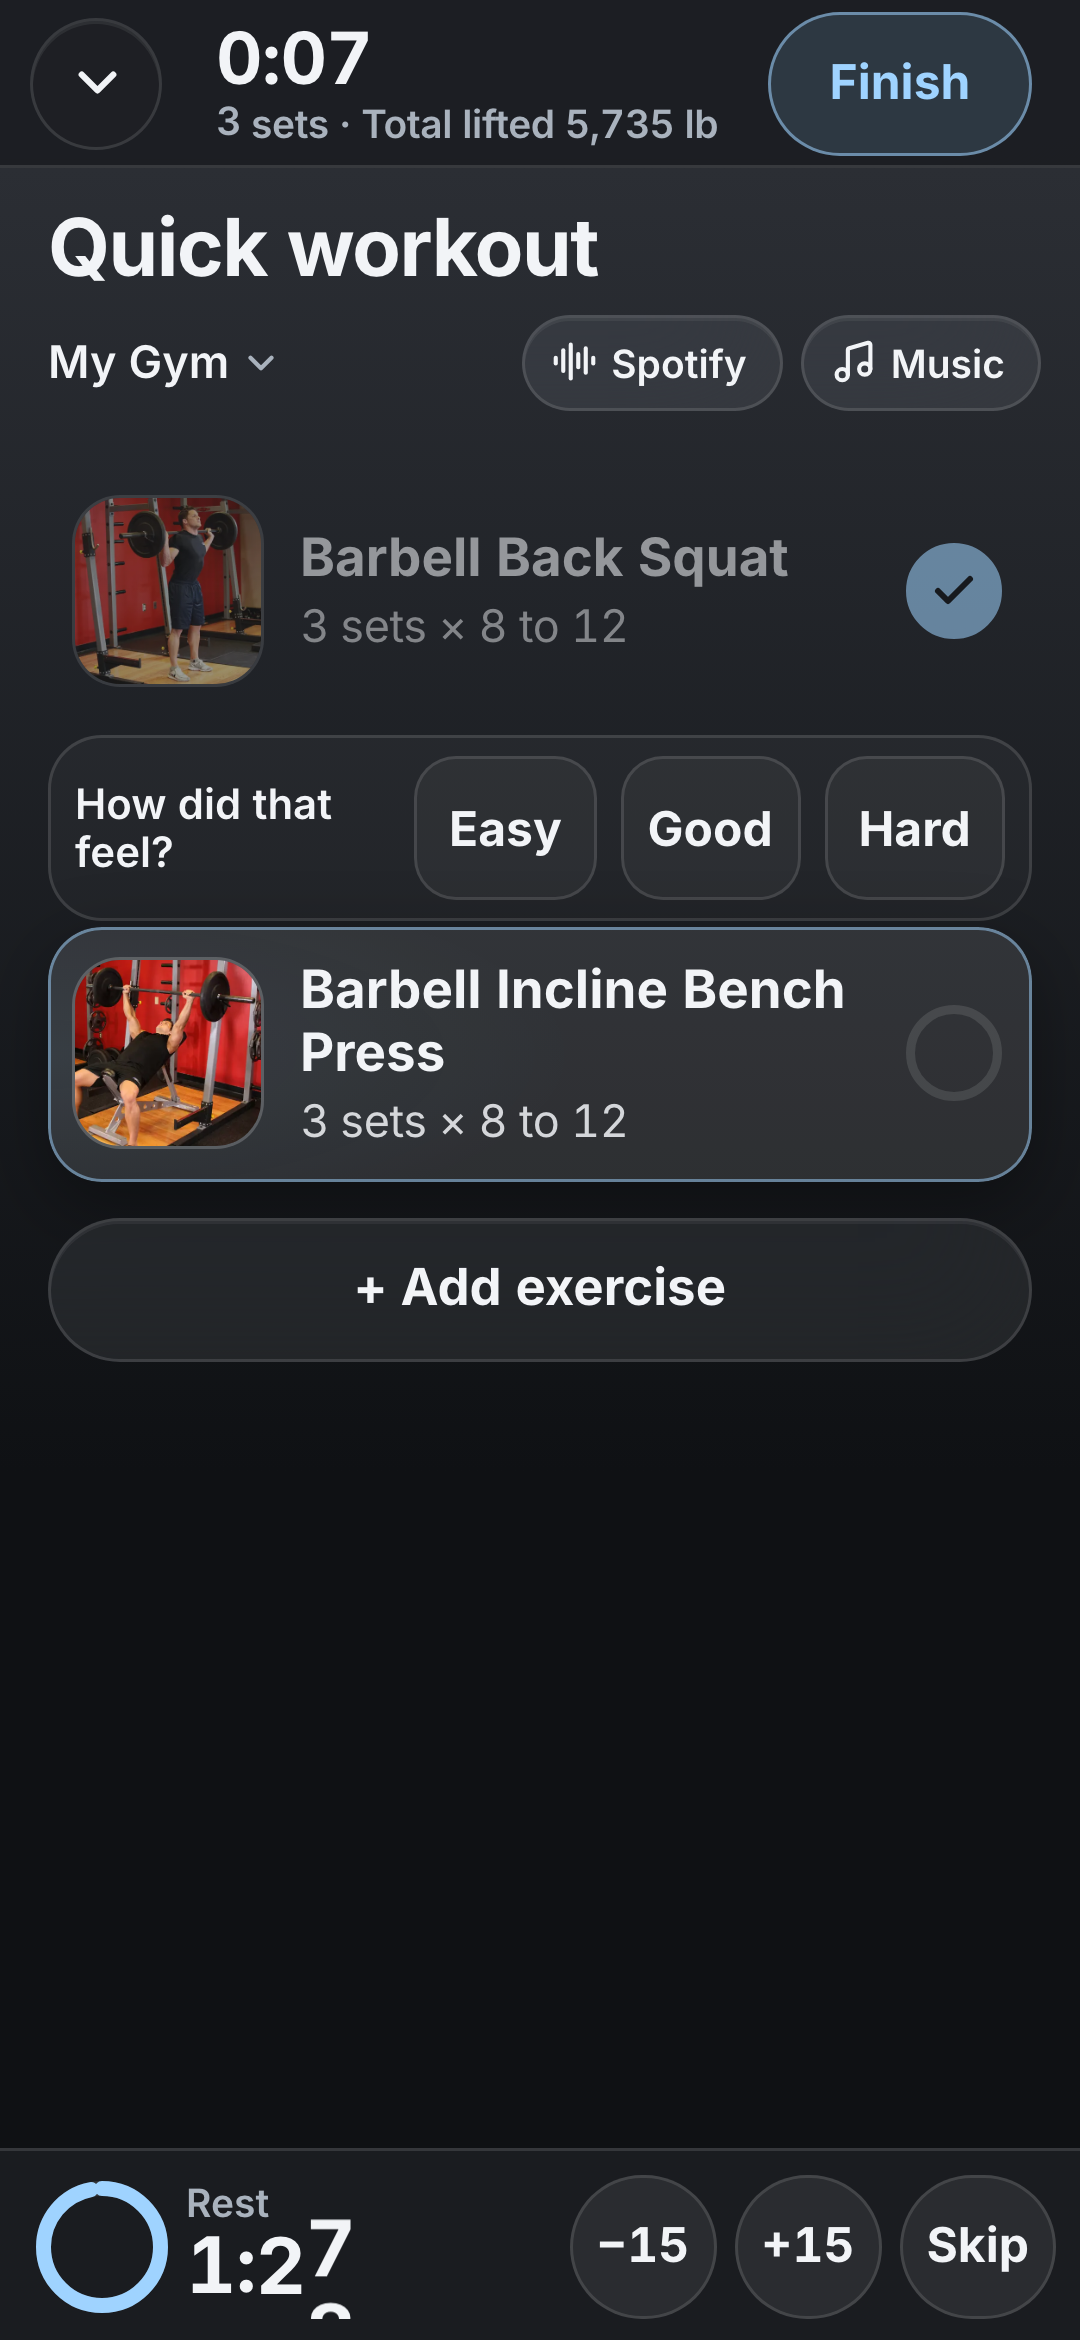 0:07
3 sets · Total lifted 5,735 lb
Finish
Quick workout
My Gym
Spotify
Music
Barbell Back Squat
3 sets × 8 to 12
How did that
feel?
Easy
Good
Hard
Barbell Incline Bench
Press
3 sets × 8 to 12
+ Add exercise
Rest
1:27
−15
+15
Skip